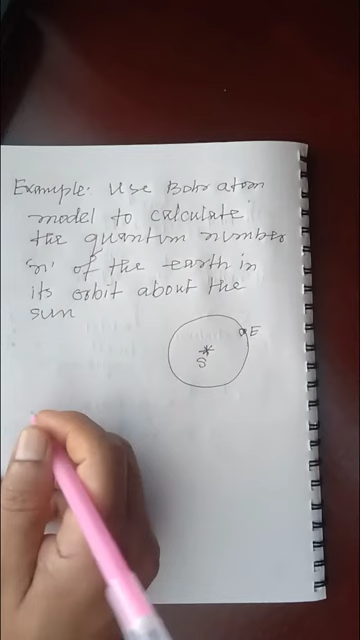 Example: Use Bohr atom
model to calculate
the quantum number
'n' of the earth in
its orbit about the
sun
E
S